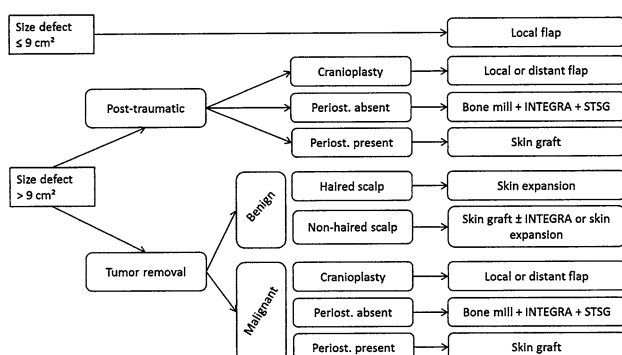 Size defect
≤ 9 cm²
Local flap
Post-traumatic
Cranioplasty
Local or distant flap
Periost. absent
Bone mill + INTEGRA + STSG
Periost. present
Skin graft
Size defect
> 9 cm²
Benign
Haired scalp
Skin expansion
Non-haired scalp
Skin graft ± INTEGRA or skin
expansion
Tumor removal
Malignant
Cranioplasty
Local or distant flap
Periost. absent
Bone mill + INTEGRA + STSG
Periost. present
Skin graft